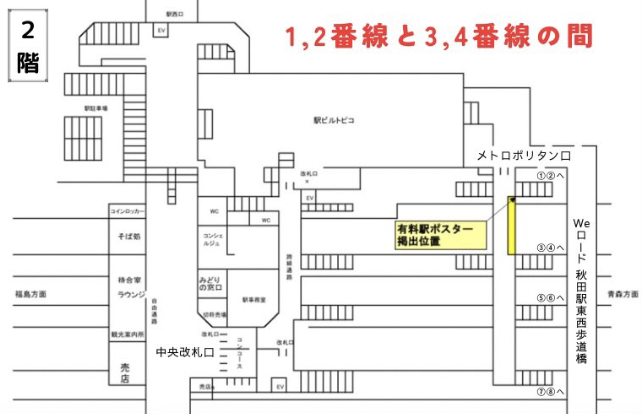 2階
1,2番線と3,4番線の間
駅西口
EV
駅駐車場
駅ビルトピコ
メトロポリタン口
改札口
①②へ
EV
コインロッカー
WC
WC
有料駅ポスター
掲出位置
Weロード 秋田駅東西歩道橋
そば処
コンシェ
ルジュ
③④へ
跨線通路
待合室
ラウンジ
みどり
の窓口
駅事務室
福島方面
自由通路
⑤⑥へ
青森方面
観光案内所
改札口
コンコース
改札口
中央改札口
売店
売店
EV
⑦⑧へ